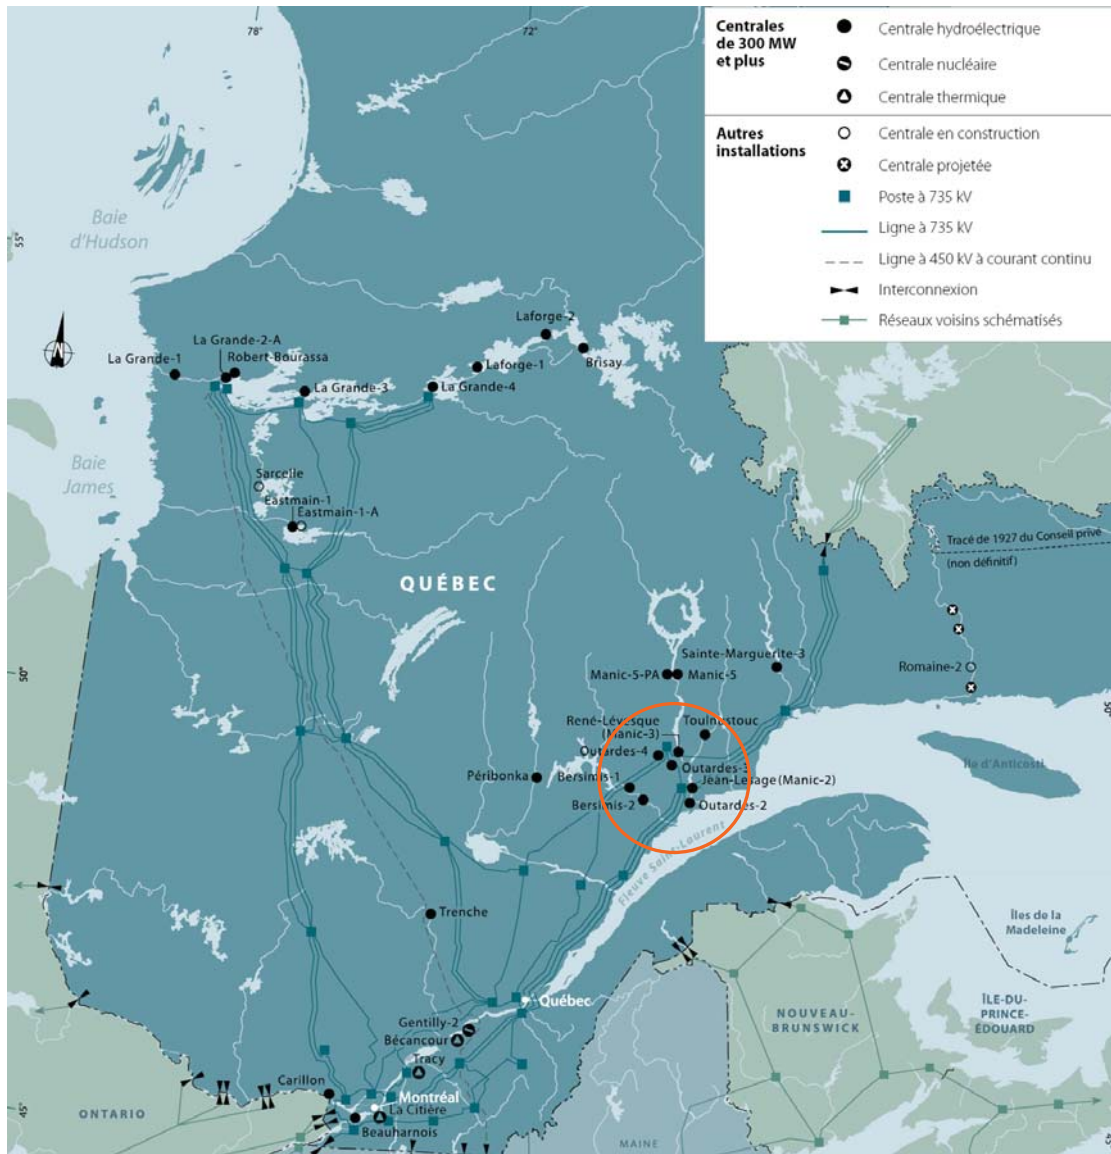 78°
72°
Centrales
de 300 MW
et plus
Centrale hydroélectrique
Centrale nucléaire
Centrale thermique
Autres
installations
Centrale en construction
Centrale projetée
Poste à 735 kV
Ligne à 735 kV
Ligne à 450 kV à courant continu
Interconnexion
Réseaux voisins schématisés
Baie
d'Hudson
55°
N
Laforge-2
La Grande-2-A
Robert-Bourassa
La Grande-1
Brisay
Laforge-1
La Grande-3
La Grande-4
Baie
James
Sarcelle
Eastmain-1
Eastmain-1-A
Tracé de 1927 du Conseil privé
(non définitif)
QUÉBEC
Sainte-Marguerite-3
Romaine-2
50°
Manic-5-PA
Manic-5
50°
René-Lévesque
(Manic-3)
Toulnustouc
Outardes-4
Outardes-3
Île d'Anticosti
Péribonka
Bersimis-1
Jean-Lesage (Manic-2)
Bersimis-2
Outardes-2
Fleuve Saint-Laurent
Trenche
Îles de la
Madeleine
Québec
NOUVEAU-
BRUNSWICK
ÎLE-DU-
PRINCE-
ÉDOUARD
Gentilly-2
Bécancour
Tracy
Carillon
Montréal
La Citière
ONTARIO
Beauharnois
MAINE
45°
45°